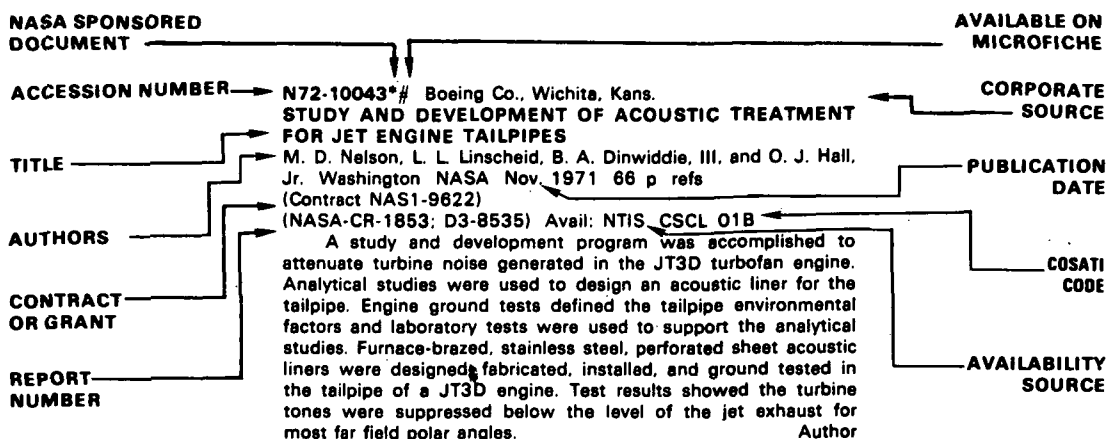 NASA SPONSORED
DOCUMENT
AVAILABLE ON
MICROFICHE
ACCESSION NUMBER
N72-10043*# Boeing Co., Wichita, Kans.
CORPORATE
SOURCE
STUDY AND DEVELOPMENT OF ACOUSTIC TREATMENT
FOR JET ENGINE TAILPIPES
TITLE
M. D. Nelson, L. L. Linscheid, B. A. Dinwiddie, III, and O. J. Hall,
Jr. Washington NASA Nov. 1971 66 p refs
PUBLICATION
DATE
(Contract NAS1-9622)
(NASA-CR-1853; D3-8535) Avail: NTIS CSCL 01B
AUTHORS
COSATI
CODE
A study and development program was accomplished to
attenuate turbine noise generated in the JT3D turbofan engine.
Analytical studies were used to design an acoustic liner for the
tailpipe. Engine ground tests defined the tailpipe environmental
factors and laboratory tests were used to support the analytical
studies. Furnace-brazed, stainless steel, perforated sheet acoustic
liners were designed, fabricated, installed, and ground tested in
the tailpipe of a JT3D engine. Test results showed the turbine
tones were suppressed below the level of the jet exhaust for
most far field polar angles. Author
CONTRACT
OR GRANT
AVAILABILITY
SOURCE
REPORT
NUMBER